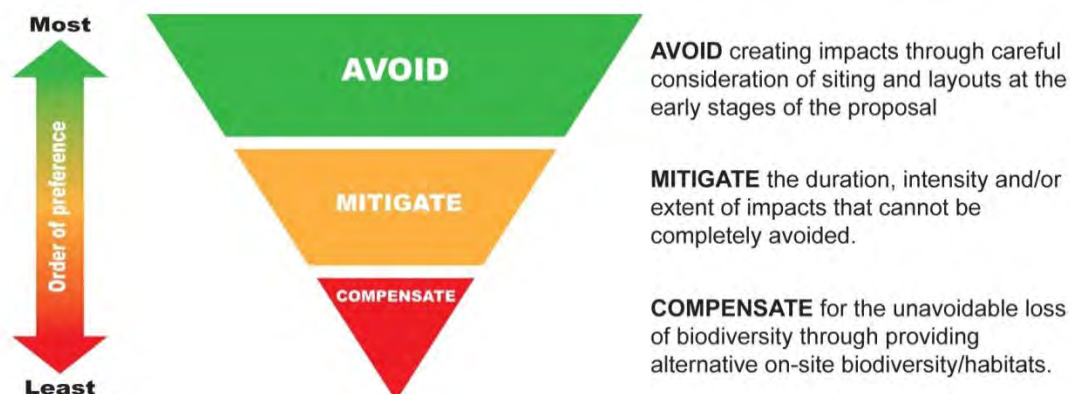 Most
Order of preference
Least
AVOID
MITIGATE
COMPENSATE
AVOID creating impacts through careful
consideration of siting and layouts at the
early stages of the proposal
MITIGATE the duration, intensity and/or
extent of impacts that cannot be
completely avoided.
COMPENSATE for the unavoidable loss
of biodiversity through providing
alternative on-site biodiversity/habitats.